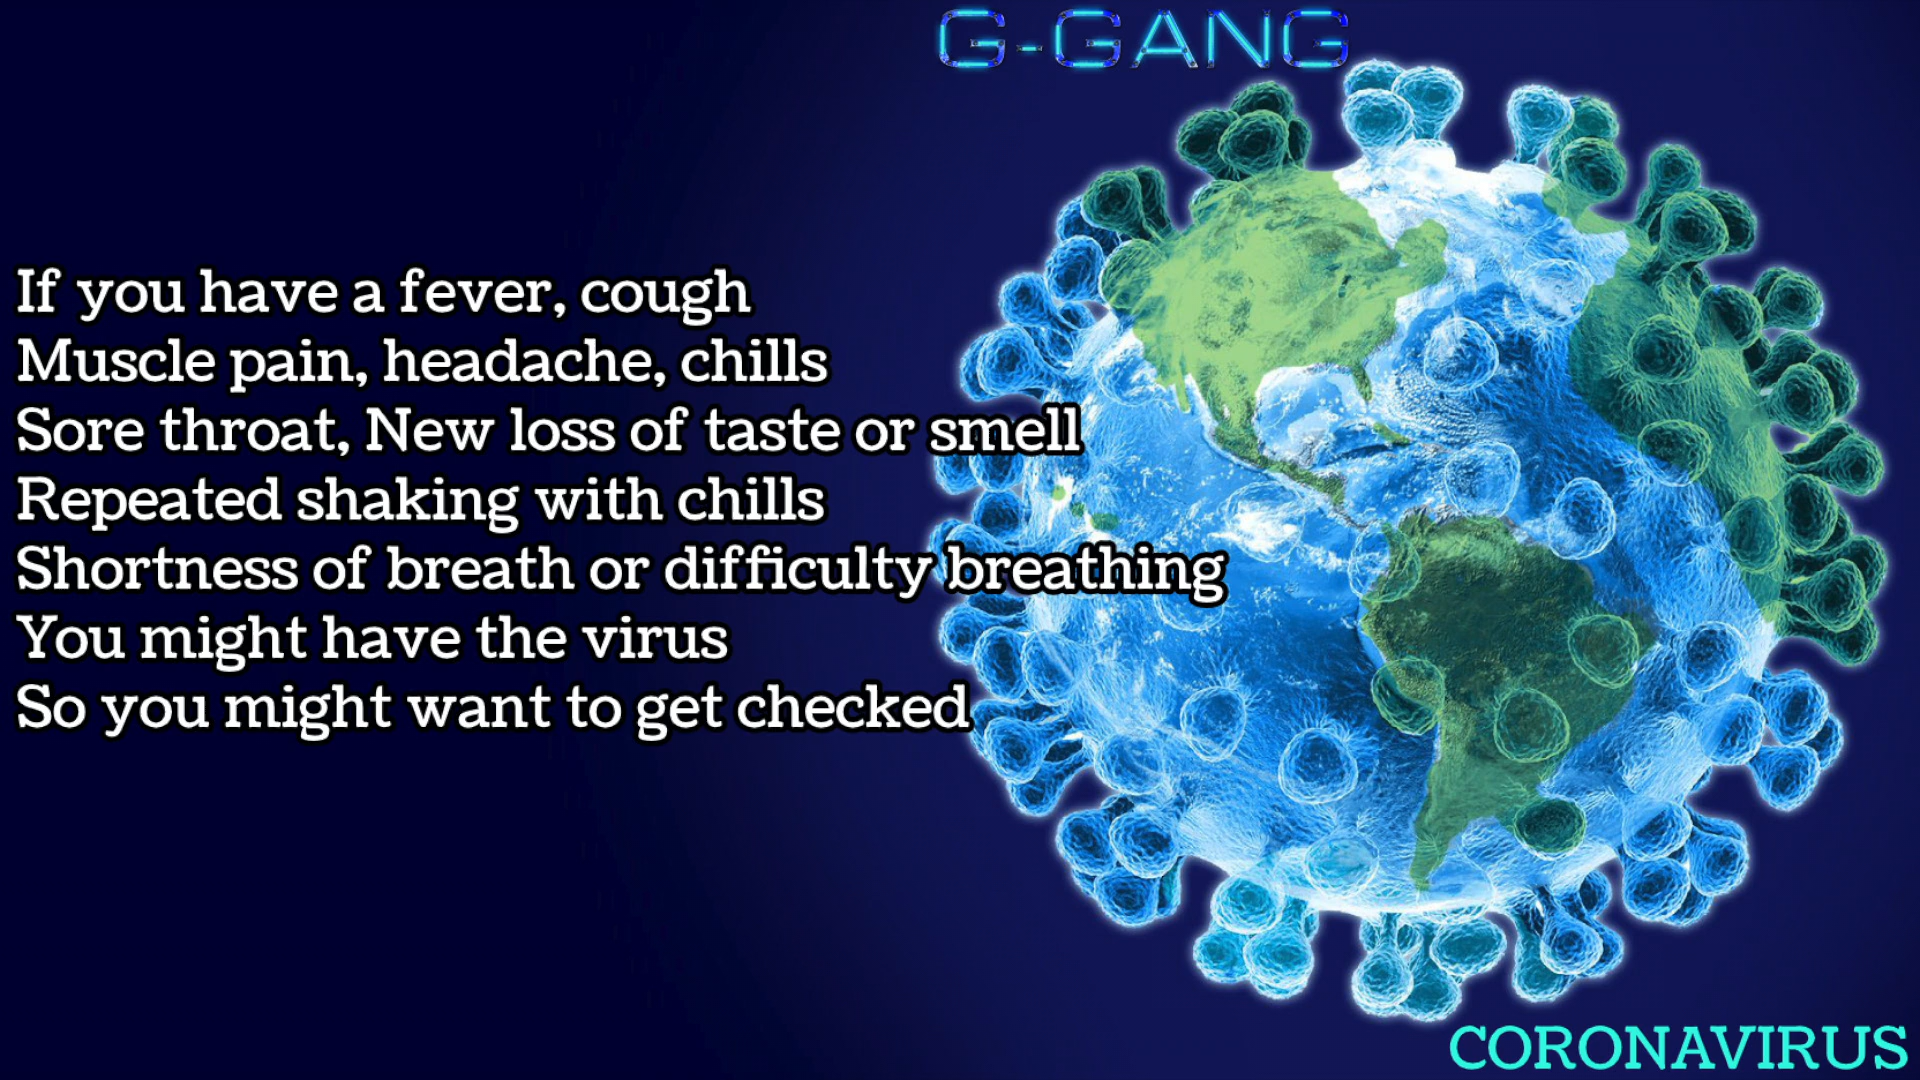 G-GANG
If you have a fever, cough
Muscle pain, headache, chills
Sore throat, New loss of taste or smell
Repeated shaking with chills
Shortness of breath or difficulty breathing
You might have the virus
So you might want to get checked
CORONAVIRUS